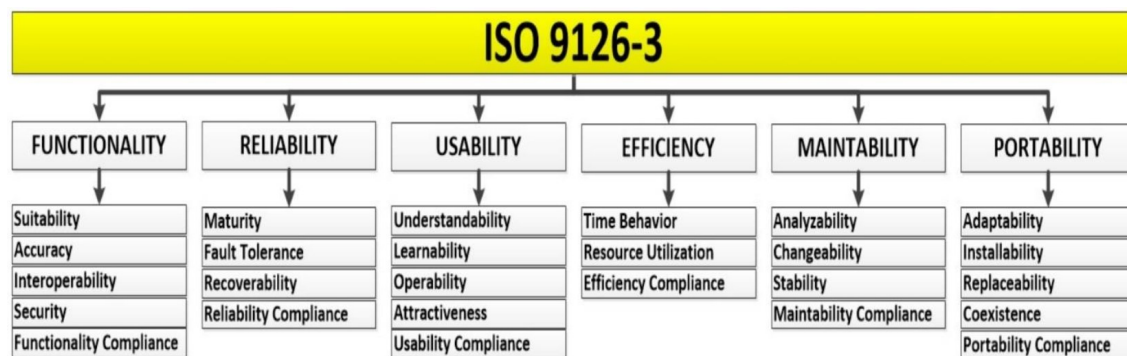 ISO 9126-3
FUNCTIONALITY
RELIABILITY
USABILITY
EFFICIENCY
MAINTABILITY
PORTABILITY
Suitability
Accuracy
Interoperability
Security
Functionality Compliance
Maturity
Fault Tolerance
Recoverability
Reliability Compliance
Understandability
Learnability
Operability
Attractiveness
Usability Compliance
Time Behavior
Resource Utilization
Efficiency Compliance
Analyzability
Changeability
Stability
Maintability Compliance
Adaptability
Installability
Replaceability
Coexistence
Portability Compliance